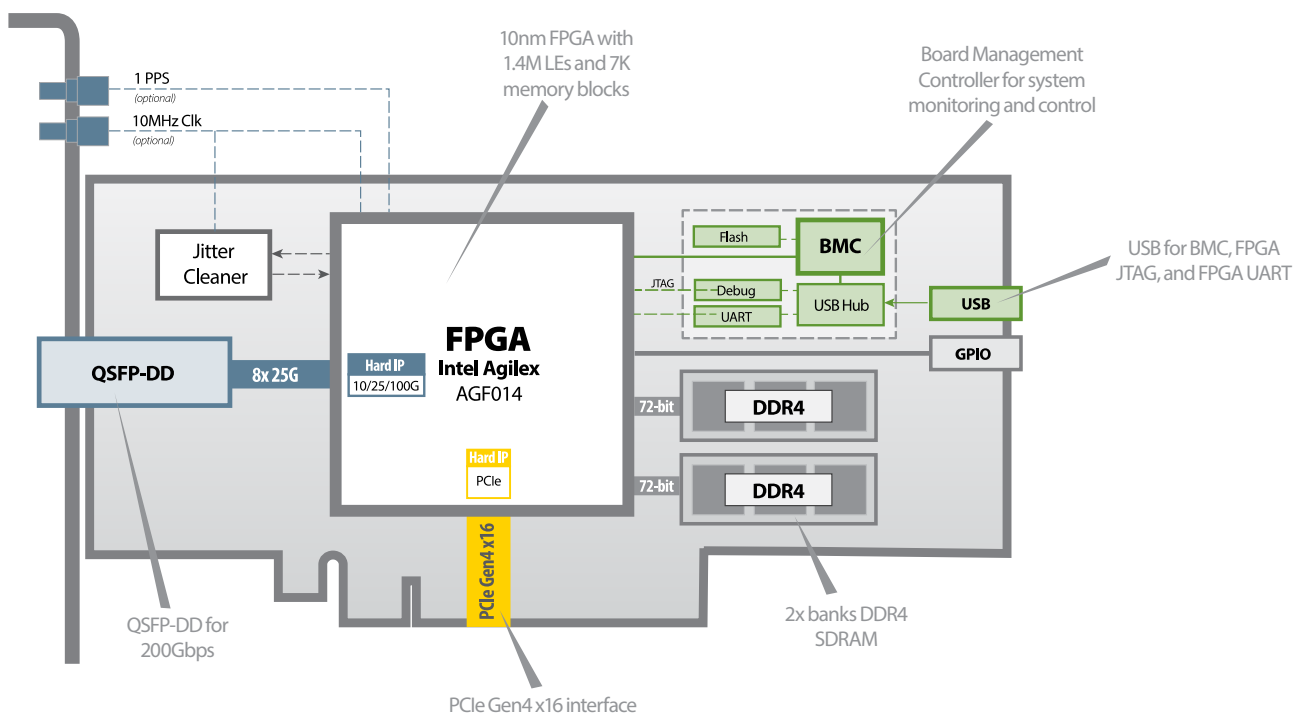 10nm FPGA with
1.4M LEs and 7K
memory blocks
Board Management
Controller for system
monitoring and control
1 PPS
(optional)
10MHz Clk
(optional)
Jitter
Cleaner
Flash
BMC
USB for BMC, FPGA
JTAG, and FPGA UART
JTAG
Debug
UART
USB Hub
USB
GPIO
FPGA
Intel Agilex
AGF014
QSFP-DD
8x 25G
Hard IP
10/25/100G
72-bit
DDR4
Hard IP
PCIe
72-bit
DDR4
PCIe Gen4 x16
QSFP-DD for
200Gbps
2x banks DDR4
SDRAM
PCIe Gen4 x16 interface